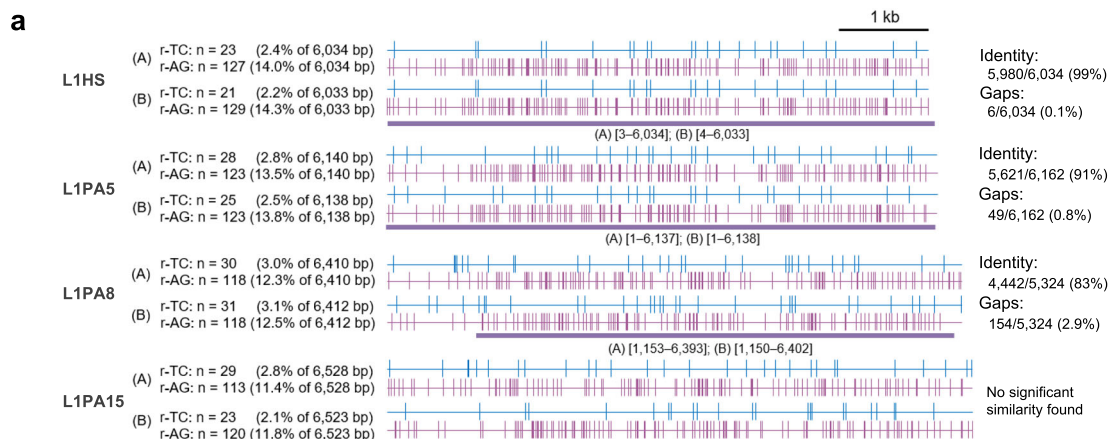 a
1 kb
L1HS
(A)
r-TC: n = 23 (2.4% of 6,034 bp)
r-AG: n = 127 (14.0% of 6,034 bp)
(B)
r-TC: n = 21 (2.2% of 6,033 bp)
r-AG: n = 129 (14.3% of 6,033 bp)
(A) [3–6,034]; (B) [4–6,033]
Identity:
5,980/6,034 (99%)
Gaps:
6/6,034 (0.1%)
L1PA5
(A)
r-TC: n = 28 (2.8% of 6,140 bp)
r-AG: n = 123 (13.5% of 6,140 bp)
(B)
r-TC: n = 25 (2.5% of 6,138 bp)
r-AG: n = 123 (13.8% of 6,138 bp)
(A) [1–6,137]; (B) [1–6,138]
Identity:
5,621/6,162 (91%)
Gaps:
49/6,162 (0.8%)
L1PA8
(A)
r-TC: n = 30 (3.0% of 6,410 bp)
r-AG: n = 118 (12.3% of 6,410 bp)
(B)
r-TC: n = 31 (3.1% of 6,412 bp)
r-AG: n = 118 (12.5% of 6,412 bp)
(A) [1,153–6,393]; (B) [1,150–6,402]
Identity:
4,442/5,324 (83%)
Gaps:
154/5,324 (2.9%)
L1PA15
(A)
r-TC: n = 29 (2.8% of 6,528 bp)
r-AG: n = 113 (11.4% of 6,528 bp)
(B)
r-TC: n = 23 (2.1% of 6,523 bp)
r-AG: n = 120 (11.8% of 6,523 bp)
No significant
similarity found